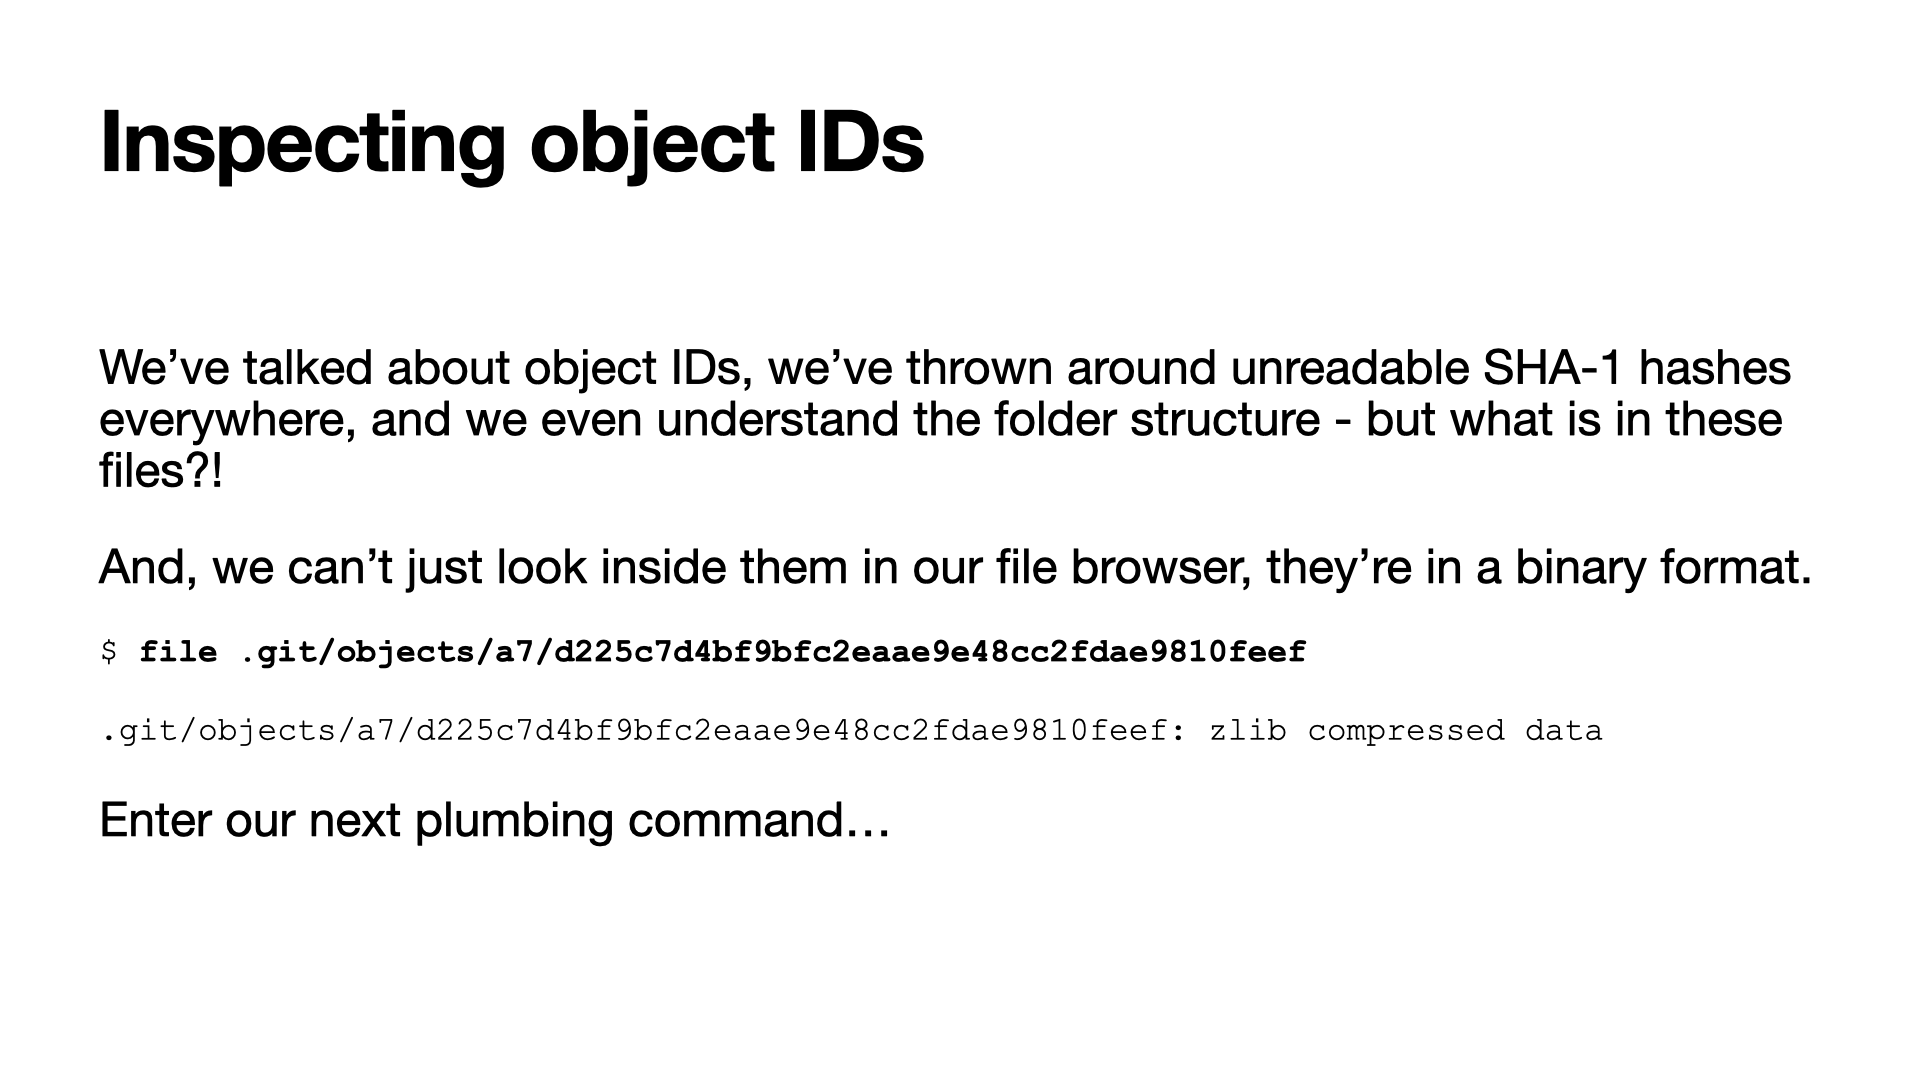 Inspecting object IDs
We’ve talked about object IDs, we’ve thrown around unreadable SHA-1 hashes
everywhere, and we even understand the folder structure - but what is in these
files?!
And, we can’t just look inside them in our file browser, they’re in a binary format.
$ file .git/objects/a7/d225c7d4bf9bfc2eaae9e48cc2fdae9810feef
.git/objects/a7/d225c7d4bf9bfc2eaae9e48cc2fdae9810feef: zlib compressed data
Enter our next plumbing command…